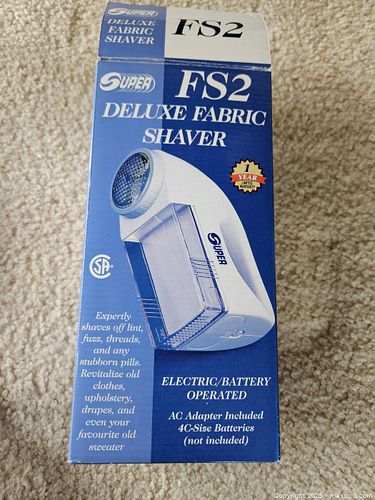 SUPER
DELUXE
FABRIC
SHAVER
FS2
SUPER
FS2
DELUXE FABRIC
SHAVER
1
YEAR
LIMITED
WARRANTY
SUPER
Expertly
shaves off lint,
fuzz, threads,
and any
stubborn pills.
Revitalize old
clothes,
upholstery,
drapes, and
even your
favourite old
sweater
ELECTRIC/BATTERY
OPERATED
AC Adapter Included
4C-Size Batteries
(not included)